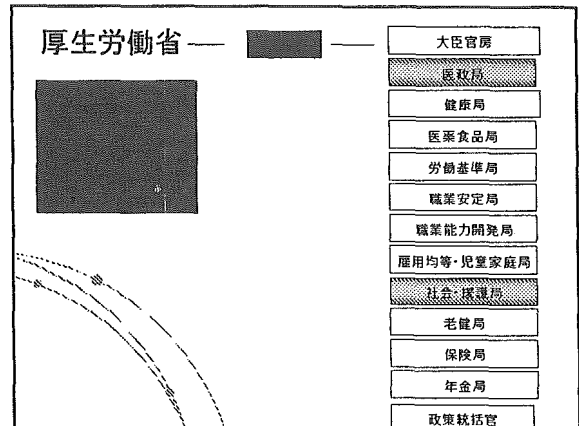 厚生労働省
大臣官房
医政局
健康局
医薬食品局
労働基準局
職業安定局
職業能力開発局
雇用均等・児童家庭局
社会・援護局
老健局
保険局
年金局
政策統括官